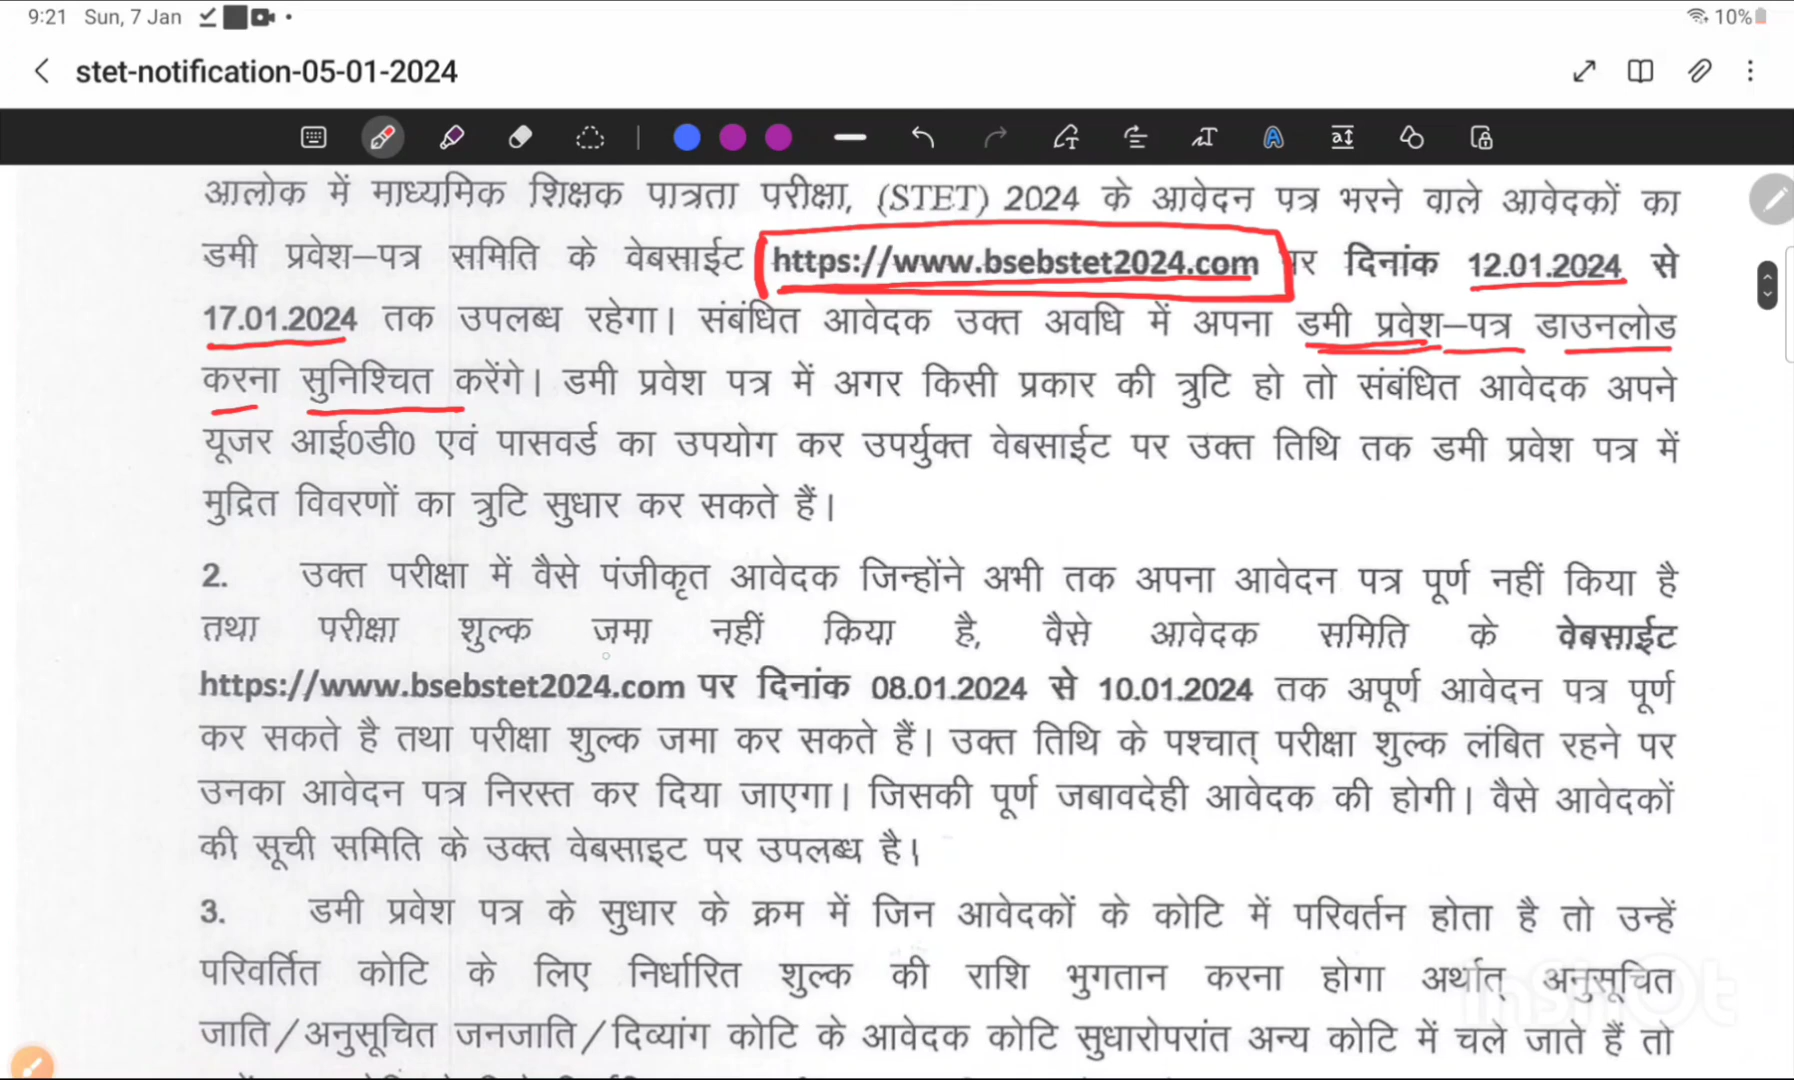 9:21 Sun, 7 Jan
10%
stet-notification-05-01-2024
आलोक में माध्यमिक शिक्षक पात्रता परीक्षा, (STET) 2024 के आवेदन पत्र भरने वाले आवेदकों का
डमी प्रवेश–पत्र समिति के वेबसाईट https://www.bsebstet2024.com पर दिनांक 12.01.2024 से
17.01.2024 तक उपलब्ध रहेगा। संबंधित आवेदक उक्त अवधि में अपना डमी प्रवेश–पत्र डाउनलोड
करना सुनिश्चित करेंगे। डमी प्रवेश पत्र में अगर किसी प्रकार की त्रुटि हो तो संबंधित आवेदक अपने
यूजर आई0डी0 एवं पासवर्ड का उपयोग कर उपर्युक्त वेबसाईट पर उक्त तिथि तक डमी प्रवेश पत्र में
मुद्रित विवरणों का त्रुटि सुधार कर सकते हैं।
2. उक्त परीक्षा में वैसे पंजीकृत आवेदक जिन्होंने अभी तक अपना आवेदन पत्र पूर्ण नहीं किया है
तथा परीक्षा शुल्क जमा नहीं किया है, वैसे आवेदक समिति के वेबसाईट
https://www.bsebstet2024.com पर दिनांक 08.01.2024 से 10.01.2024 तक अपूर्ण आवेदन पत्र पूर्ण
कर सकते है तथा परीक्षा शुल्क जमा कर सकते हैं। उक्त तिथि के पश्चात् परीक्षा शुल्क लंबित रहने पर
उनका आवेदन पत्र निरस्त कर दिया जाएगा। जिसकी पूर्ण जबावदेही आवेदक की होगी। वैसे आवेदकों
की सूची समिति के उक्त वेबसाइट पर उपलब्ध है।
3. डमी प्रवेश पत्र के सुधार के क्रम में जिन आवेदकों के कोटि में परिवर्तन होता है तो उन्हें
परिवर्तित कोटि के लिए निर्धारित शुल्क की राशि भुगतान करना होगा अर्थात् अनुसूचित
जाति/अनुसूचित जनजाति/दिव्यांग कोटि के आवेदक कोटि सुधारोपरांत अन्य कोटि में चले जाते हैं तो
InShOt